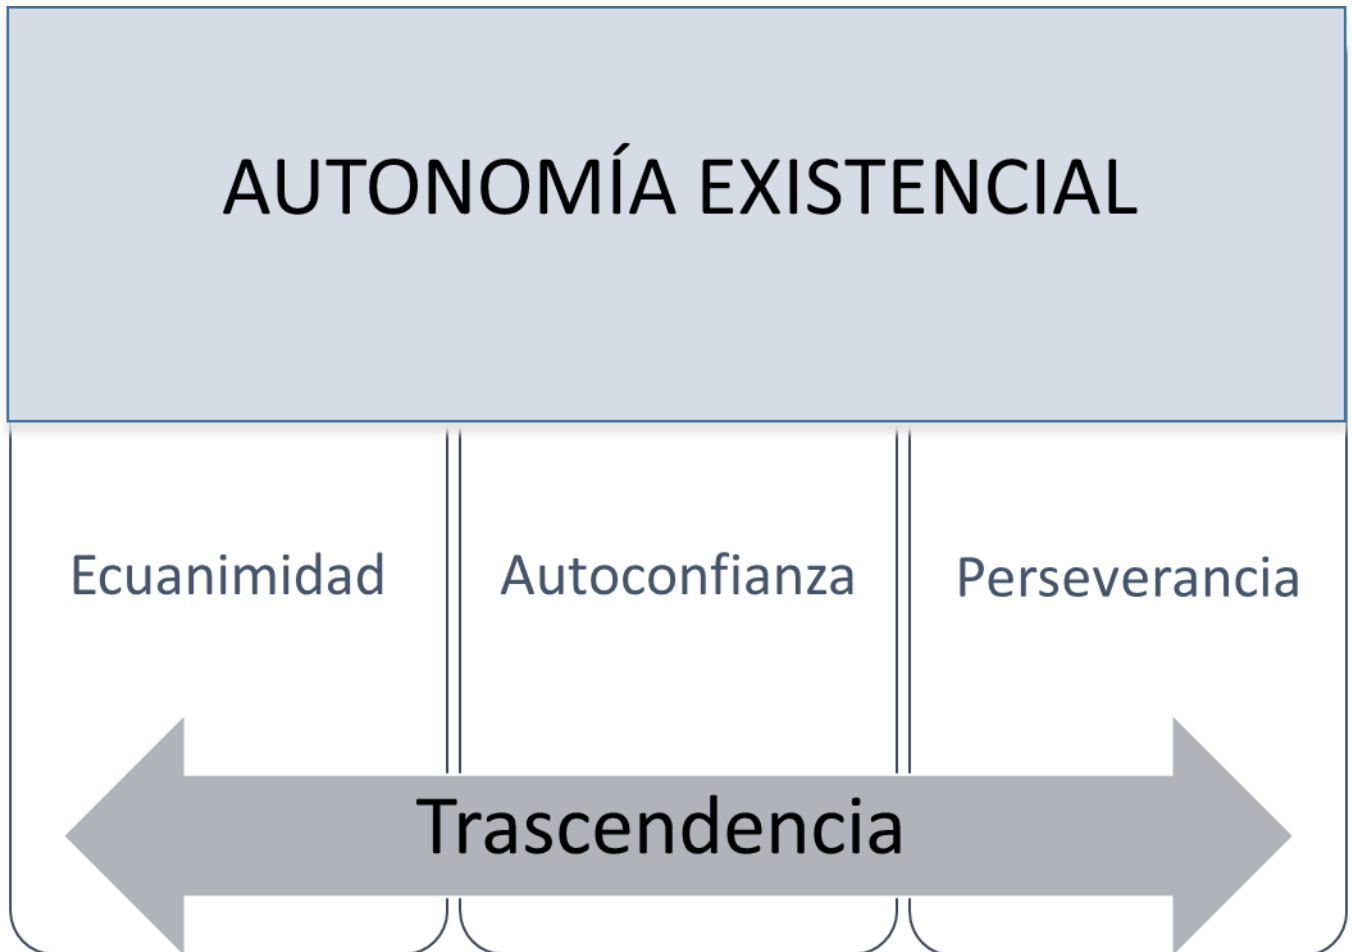 AUTONOMÍA EXISTENCIAL
Ecuanimidad
Autoconfianza
Perseverancia
Trascendencia